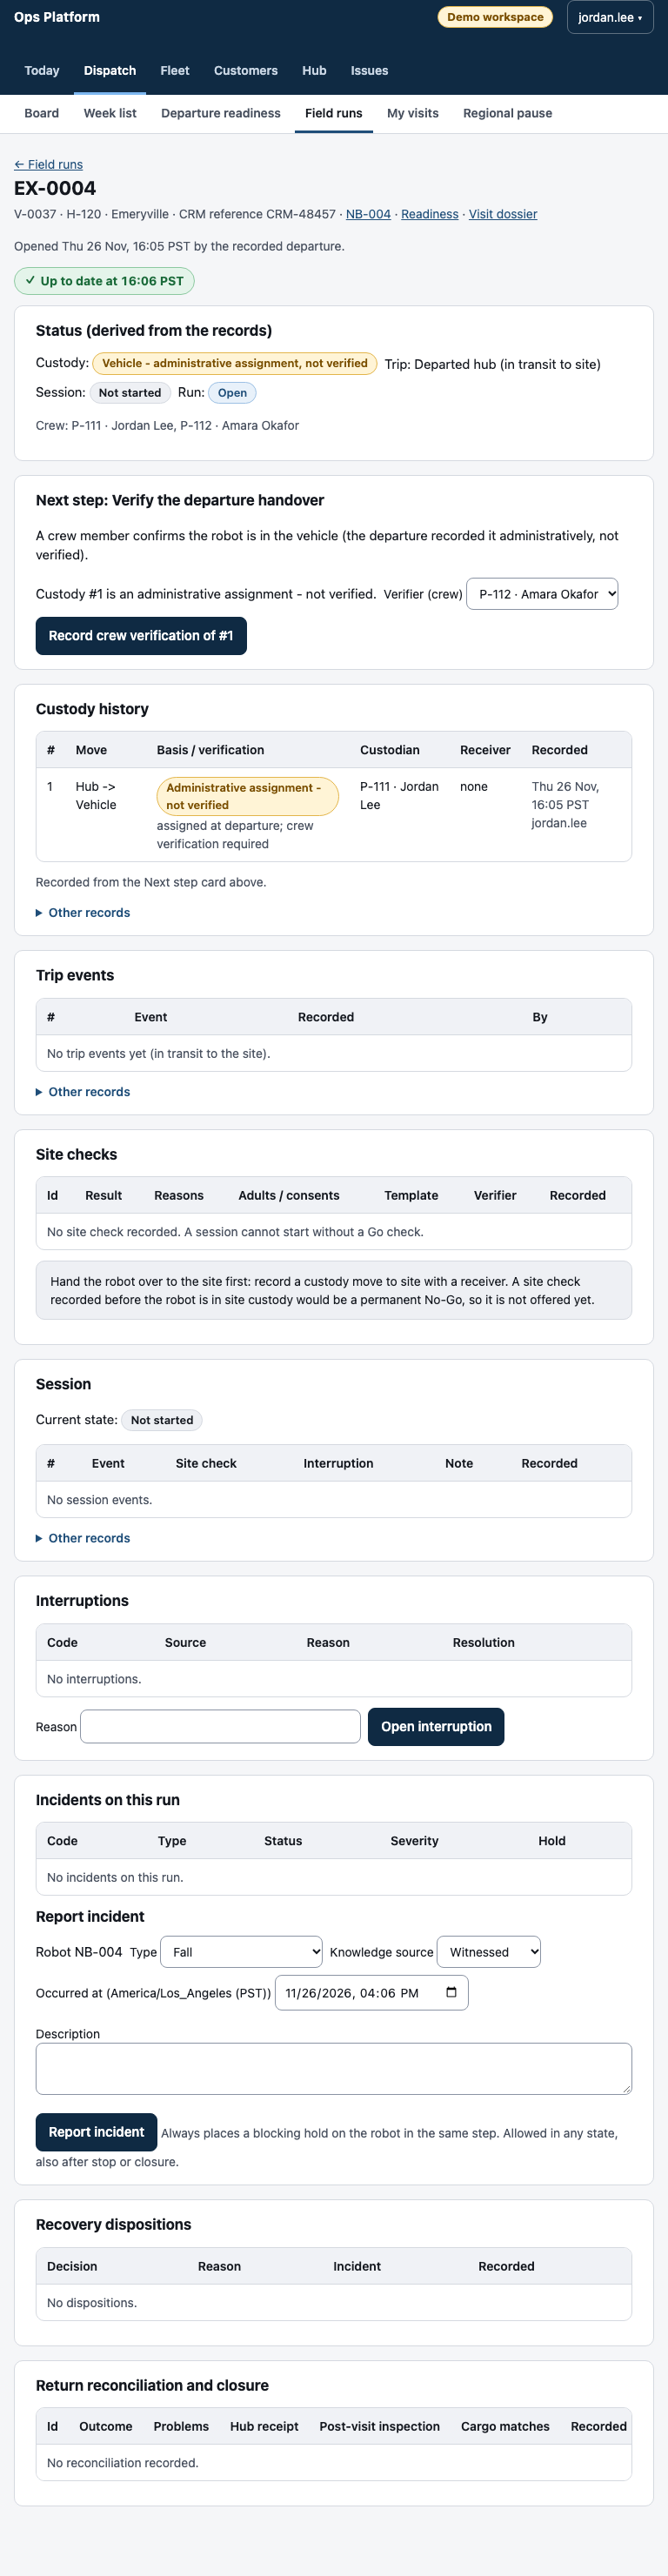 Ops Platform
Demo workspace
jordan.lee ▾
Today Dispatch Fleet Customers Hub Issues
Board Week list Departure readiness Field runs My visits Regional pause
← Field runs
EX-0004
V-0037 · H-120 · Emeryville · CRM reference CRM-48457 · NB-004 · Readiness · Visit dossier
Opened Thu 26 Nov, 16:05 PST by the recorded departure.
✓ Up to date at 16:06 PST
Status (derived from the records)
Custody: Vehicle - administrative assignment, not verified Trip: Departed hub (in transit to site)
Session: Not started Run: Open
Crew: P-111 · Jordan Lee, P-112 · Amara Okafor
Next step: Verify the departure handover
A crew member confirms the robot is in the vehicle (the departure recorded it administratively, not
verified).
Custody #1 is an administrative assignment - not verified. Verifier (crew) P-112 · Amara Okafor
Record crew verification of #1
Custody history
# Move Basis / verification Custodian Receiver Recorded
1 Hub -> Vehicle
Administrative assignment - not verified
assigned at departure; crew verification required
P-111 · Jordan Lee
none
Thu 26 Nov, 16:05 PST
jordan.lee
Recorded from the Next step card above.
▶ Other records
Trip events
# Event Recorded By
No trip events yet (in transit to the site).
▶ Other records
Site checks
Id Result Reasons Adults / consents Template Verifier Recorded
No site check recorded. A session cannot start without a Go check.
Hand the robot over to the site first: record a custody move to site with a receiver. A site check
recorded before the robot is in site custody would be a permanent No-Go, so it is not offered yet.
Session
Current state: Not started
# Event Site check Interruption Note Recorded
No session events.
▶ Other records
Interruptions
Code Source Reason Resolution
No interruptions.
Reason
Open interruption
Incidents on this run
Code Type Status Severity Hold
No incidents on this run.
Report incident
Robot NB-004 Type Fall Knowledge source Witnessed
Occurred at (America/Los_Angeles (PST)) 11/26/2026, 04:06 PM
Description
Report incident Always places a blocking hold on the robot in the same step. Allowed in any state,
also after stop or closure.
Recovery dispositions
Decision Reason Incident Recorded
No dispositions.
Return reconciliation and closure
Id Outcome Problems Hub receipt Post-visit inspection Cargo matches Recorded
No reconciliation recorded.